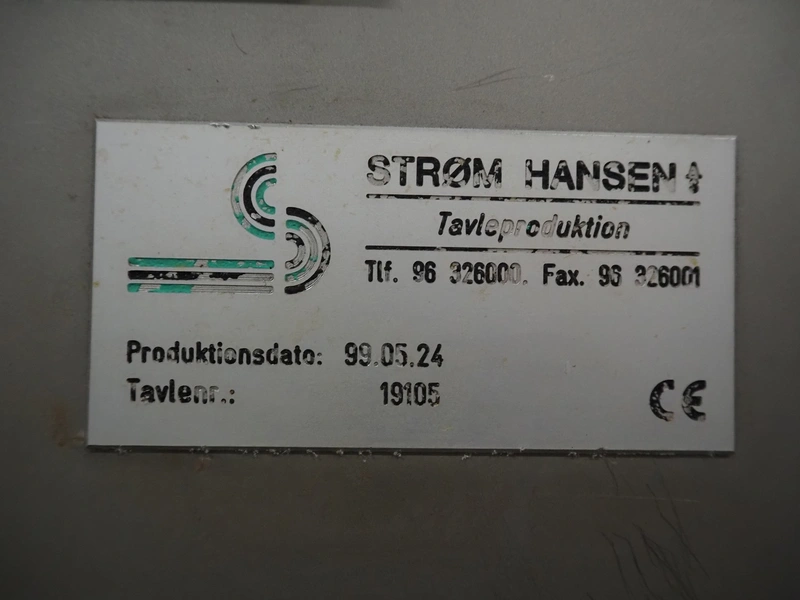 STRØM HANSEN
Tavleproduktion
Tlf. 96 326000. Fax. 96 326001
Produktionsdato: 99.05.24
Tavlenr.: 19105
CE